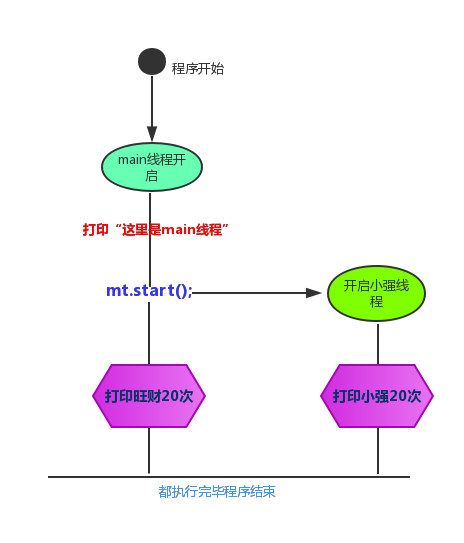 程序开始
main线程开
启
打印“这里是main线程”
mt.start();
开启小强线
程
打印旺财20次
打印小强20次
都执行完毕程序结束